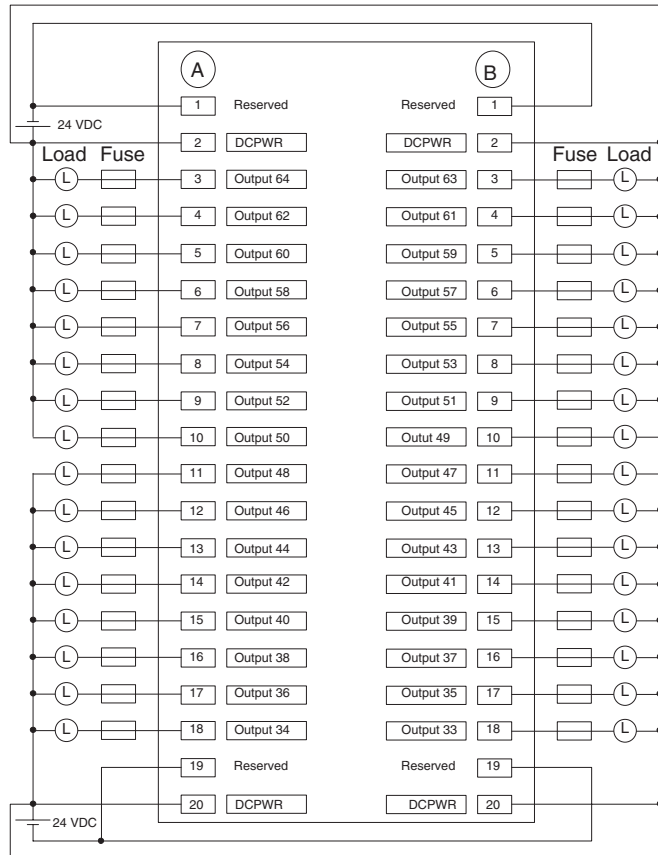 A B
1 Reserved Reserved 1
24 VDC
2 DCPWR DCPWR 2
Load Fuse Fuse Load
L 3 Output 64 Output 63 3 L
L 4 Output 62 Output 61 4 L
L 5 Output 60 Output 59 5 L
L 6 Output 58 Output 57 6 L
L 7 Output 56 Output 55 7 L
L 8 Output 54 Output 53 8 L
L 9 Output 52 Output 51 9 L
L 10 Output 50 Outut 49 10 L
L 11 Output 48 Output 47 11 L
L 12 Output 46 Output 45 12 L
L 13 Output 44 Output 43 13 L
L 14 Output 42 Output 41 14 L
L 15 Output 40 Output 39 15 L
L 16 Output 38 Output 37 16 L
L 17 Output 36 Output 35 17 L
L 18 Output 34 Output 33 18 L
19 Reserved Reserved 19
20 DCPWR DCPWR 20
24 VDC